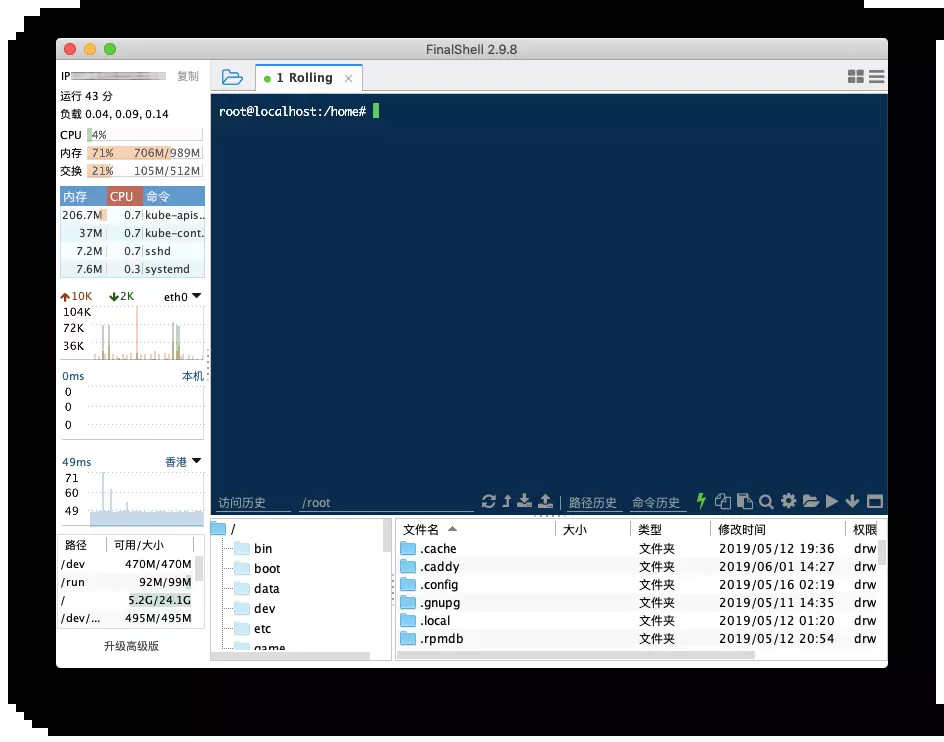 FinalShell 2.9.8
IP 复制
运行 43 分
负载 0.04, 0.09, 0.14
CPU 4%
内存 71% 706M/989M
交换 21% 105M/512M
内存 CPU 命令
206.7M 0.7 kube-apis...
37M 0.7 kube-cont...
7.2M 0.7 sshd
7.6M 0.3 systemd
10K 2K eth0
104K
72K
36K
0ms 本机
0
0
0
49ms 香港
71
60
49
路径 可用/大小
/dev 470M/470M
/run 92M/99M
/ 5.2G/24.1G
/dev/... 495M/495M
升级高级版
1 Rolling
root@localhost:/home#
访问历史 /root 路径历史 命令历史
/
bin
boot
data
dev
etc
game
文件名 大小 类型 修改时间 权限
.cache 文件夹 2019/05/12 19:36 drw
.caddy 文件夹 2019/06/01 14:27 drw
.config 文件夹 2019/05/16 02:19 drw
.gnupg 文件夹 2019/05/11 14:35 drw
.local 文件夹 2019/05/12 01:20 drw
.rpmdb 文件夹 2019/05/12 20:54 drw